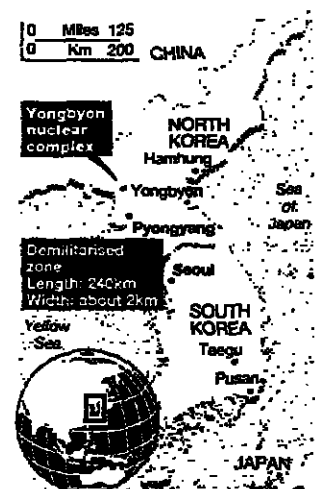 0 Miles 125
0 Km 200
CHINA
Yongbyon
nuclear
complex
NORTH
KOREA
Hamhung
Yongbyon
Sea
of
Japan
Pyongyang
Demilitarised
zone
Length: 240km
Width: about 2km
Seoul
SOUTH
KOREA
Yellow
Sea
Taegu
Pusan
JAPAN